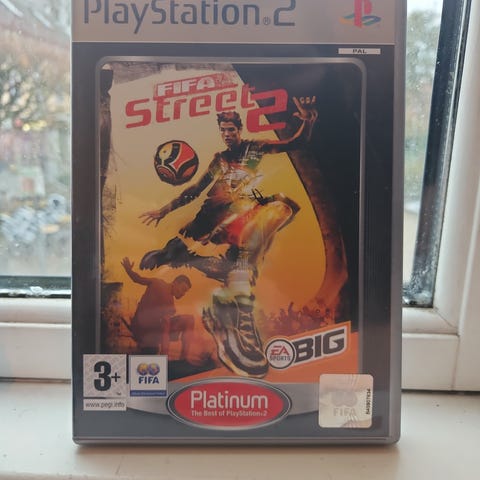 PlayStation®2
PAL
FIFA
Street 2
EA
SPORTS
BIG
3+
www.pegi.info
FIFA
Platinum
The Best of PlayStation®2
FIFA